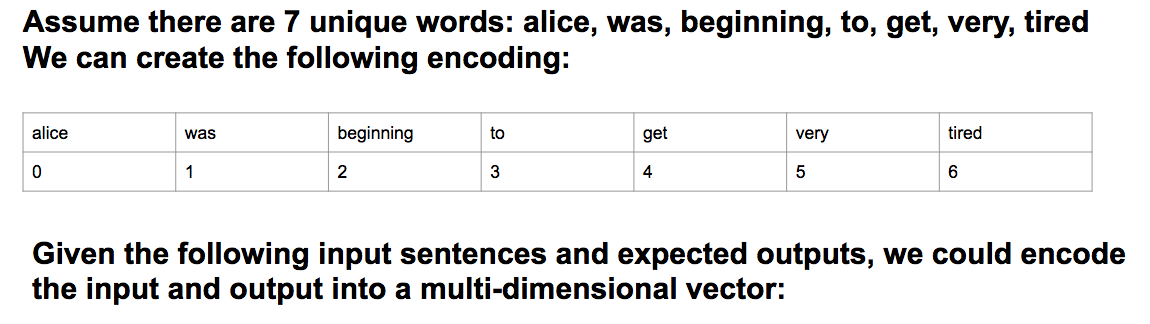 Assume there are 7 unique words: alice, was, beginning, to, get, very, tired
We can create the following encoding:
alice was beginning to get very tired
0 1 2 3 4 5 6
Given the following input sentences and expected outputs, we could encode
the input and output into a multi-dimensional vector: